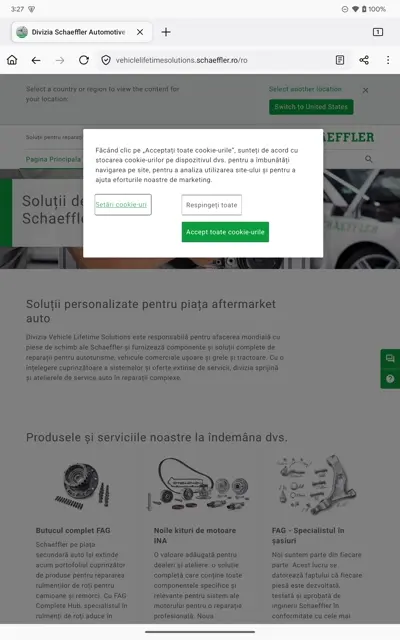 3:27
100%
Divizia Schaeffler Automotive
1
vehiclelifetimesolutions.schaeffler.ro/ro
Select a country or region to view the content for
your location.
Select another location
Switch to United States
Soluții pentru reparații
AEFFLER
Pagina Principala
Făcând clic pe „Acceptați toate cookie-urile”, sunteți de acord cu
stocarea cookie-urilor pe dispozitivul dvs. pentru a îmbunătăți
navigarea pe site, pentru a analiza utilizarea site-ului și pentru a
ajuta eforturile noastre de marketing.
Setări cookie-uri
Respingeți toate
Accept toate cookie-urile
Soluții de
Schaeffle
Soluții personalizate pentru piața aftermarket
auto
Divizia Vehicle Lifetime Solutions este responsabilă pentru afacerea mondială cu
piese de schimb ale Schaeffler și furnizează componente și soluții complete de
reparații pentru autoturisme, vehicule comerciale ușoare și grele și tractoare. Cu o
înțelegere cuprinzătoare a sistemelor și oferte extinse de servicii, divizia sprijină
și atelierele de service auto în reparații complexe.
Produsele și serviciile noastre la îndemâna dvs.
Butucul complet FAG
Schaeffler pe piața
secundară auto își extinde
acum portofoliul cuprinzător
de produse pentru repararea
rulmenților de roți pentru
camioane și remorci. Cu FAG
Complete Hub, specialistul în
rulmenți de roți aduce în
Noile kituri de motoare
INA
O valoare adăugată pentru
dealeri și ateliere: o soluție
completă care conține toate
componentele specifice și
relevante pentru sistem ale
motorului pentru o reparație
profesională. Noua
FAG - Specialistul în
șasiuri
Noi suntem parte din fiecare
parte. Acest lucru se
datorează faptului că fiecare
piesă este dezvoltată,
testată și aprobată de
ingineri Schaeffler în
conformitate cu cele mai